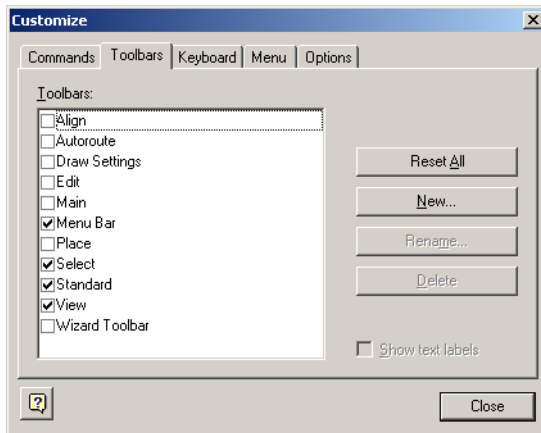 Customize
Commands Toolbars Keyboard Menu Options
Toolbars:
Align
Autoroute
Draw Settings
Edit
Main
Menu Bar
Place
Select
Standard
View
Wizard Toolbar
Reset All
New...
Rename...
Delete
Show text labels
Close